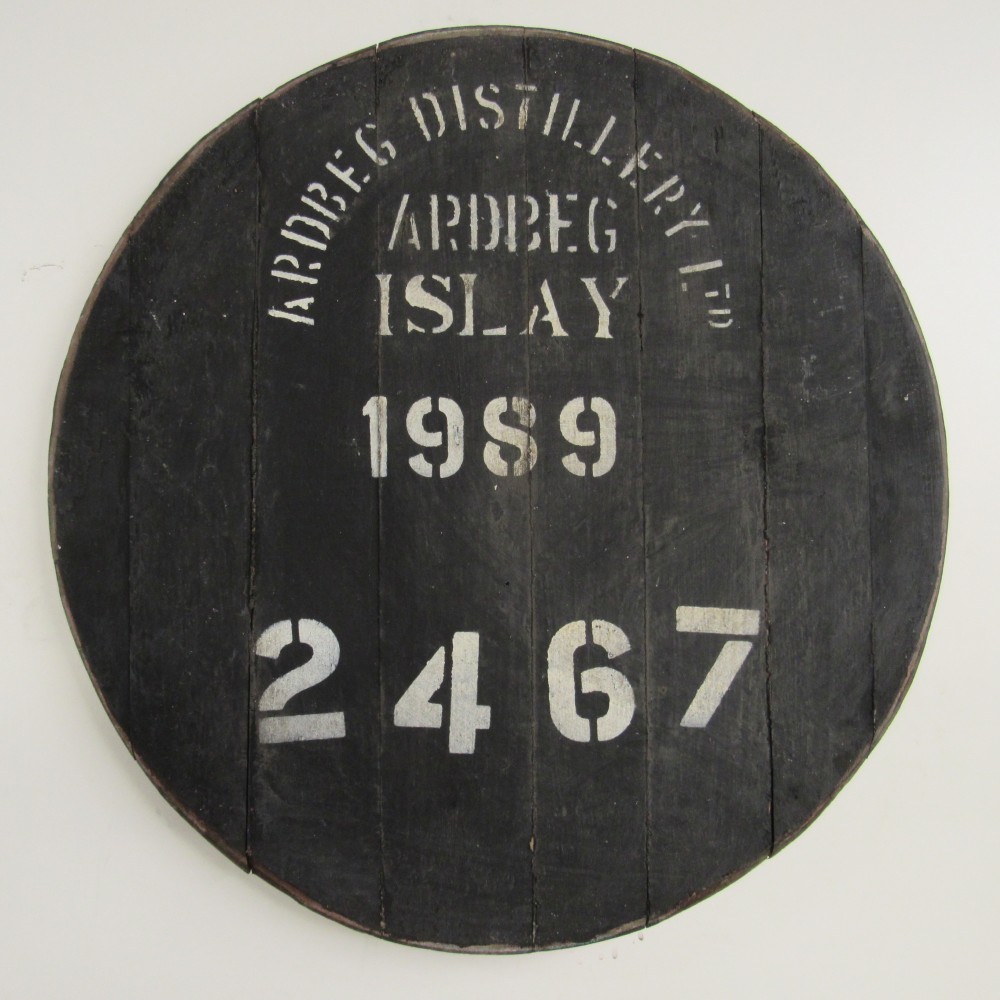 ARDBEG DISTILLERY LTD
ARDBEG
ISLAY
1989
2467